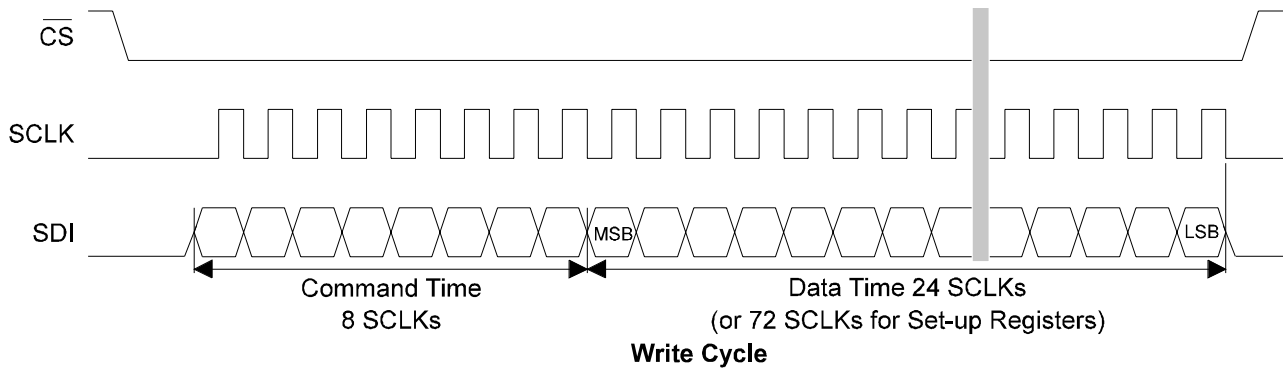 CS
SCLK
SDI
MSB
LSB
Command Time
8 SCLKs
Data Time 24 SCLKs
(or 72 SCLKs for Set-up Registers)
Write Cycle